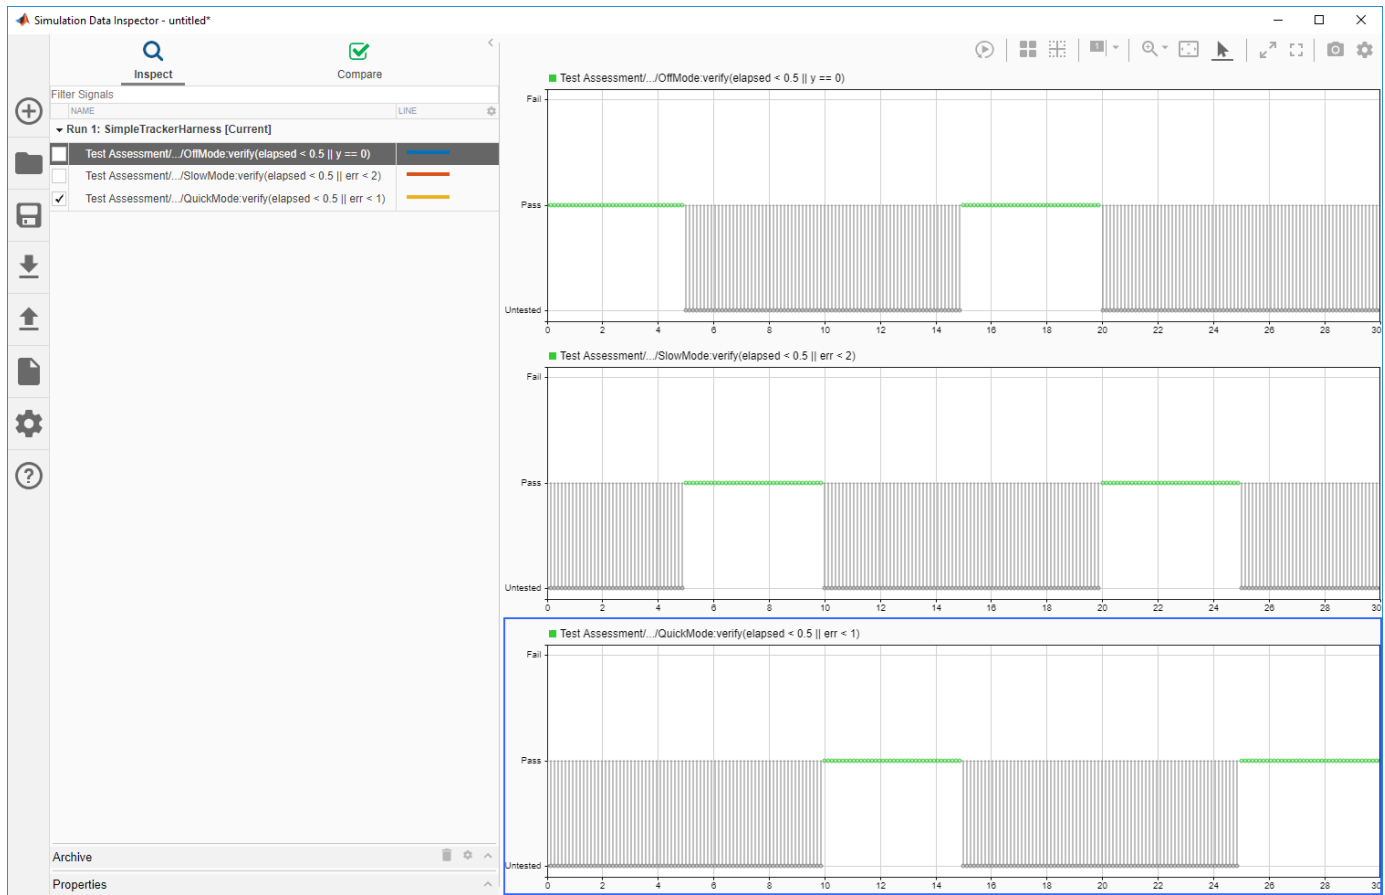 Simulation Data Inspector - untitled*
Inspect
Compare
Filter Signals
NAME LINE
Run 1: SimpleTrackerHarness [Current]
Test Assessment/.../OffMode:verify(elapsed < 0.5 || y == 0)
Test Assessment/.../SlowMode:verify(elapsed < 0.5 || err < 2)
Test Assessment/.../QuickMode:verify(elapsed < 0.5 || err < 1)
Archive
Properties
1
Test Assessment/.../OffMode:verify(elapsed < 0.5 || y == 0)
Fail
Pass
Untested
0 2 4 6 8 10 12 14 16 18 20 22 24 26 28 30
Test Assessment/.../SlowMode:verify(elapsed < 0.5 || err < 2)
Fail
Pass
Untested
0 2 4 6 8 10 12 14 16 18 20 22 24 26 28 30
Test Assessment/.../QuickMode:verify(elapsed < 0.5 || err < 1)
Fail
Pass
Untested
0 2 4 6 8 10 12 14 16 18 20 22 24 26 28 30